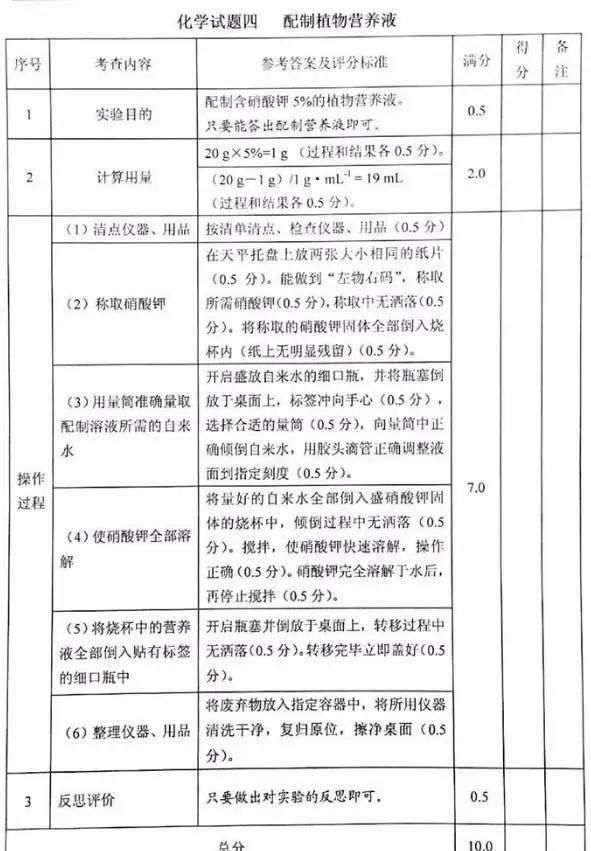 化学试题四 配制植物营养液
序号 考查内容 参考答案及评分标准 满分 得分 备注
1 实验目的 配制含硝酸钾5%的植物营养液。
只要能答出配制营养液即可。 0.5
2 计算用量 20 g×5%=1 g（过程和结果各0.5分）。
(20 g－1 g) /1 g·mL⁻¹ = 19 mL
（过程和结果各0.5分）。 2.0
操作过程 7.0
(1) 清点仪器、用品 按清单清点、检查仪器、用品（0.5分）
(2) 称取硝酸钾
在天平托盘上放两张大小相同的纸片
（0.5分）。能做到“左物右码”，称取
所需硝酸钾(0.5分)，称取中无洒落(0.5
分)。将称取的硝酸钾固体全部倒入烧
杯内（纸上无明显残留）(0.5分)。
(3) 用量筒准确量取
配制溶液所需的自来
水
开启盛放自来水的细口瓶，并将瓶塞倒
放于桌面上，标签冲向手心（0.5分），
选择合适的量筒（0.5分），向量筒中正
确倾倒自来水，用胶头滴管正确调整液
面到指定刻度（0.5分）。
(4) 使硝酸钾全部溶
解
将量好的自来水全部倒入盛硝酸钾固
体的烧杯中，倾倒过程中无洒落（0.5
分）。搅拌，使硝酸钾快速溶解，操作
正确(0.5分)。硝酸钾完全溶解于水后，
再停止搅拌（0.5分）。
(5) 将烧杯中的营养
液全部倒入贴有标签
的细口瓶中
开启瓶塞并倒放于桌面上，转移过程中
无洒落(0.5分)。转移完毕立即盖好(0.5
分)。
(6) 整理仪器、用品
将废弃物放入指定容器中，将所用仪器
清洗干净，复归原位，擦净桌面（0.5
分）。
3 反思评价 只要做出对实验的反思即可。 0.5
总分 10.0